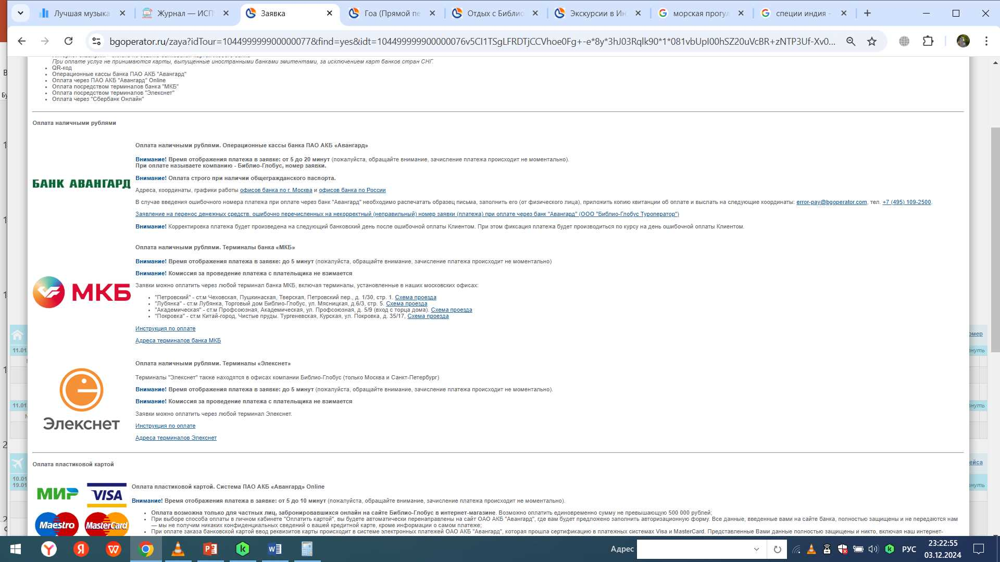 Лучшая музыка
Журнал — ИСП
Заявка
Гоа (Прямой пе
Отдых с Библио
Экскурсии в Ин
морская прогул
специи индия -
bgoperator.ru/zaya?idTour=104499999900000077&find=yes&idt=104499999900000076v5Cl1TSgLFRDTjCCVhoe0Fg+-e*8y*3hJ03Rqlk90*1*081vbUpI00hSZ20uVcBR+zNTP3Uf-Xv0...
При оплате услуг не принимаются карты, выпущенные иностранными банками эмитентами, за исключением карт банков стран СНГ.
QR-код
Операционные кассы банка ПАО АКБ "Авангард"
Оплата через ПАО АКБ "Авангард" Online
Оплата посредством терминалов банка "МКБ"
Оплата посредством терминалов "Элекснет"
Оплата через "Сбербанк Онлайн"
Оплата наличными рублями
Оплата наличными рублями. Операционные кассы банка ПАО АКБ «Авангард»
Внимание! Время отображения платежа в заявке: от 5 до 20 минут (пожалуйста, обращайте внимание, зачисление платежа происходит не моментально).
При оплате называете компанию - Библио-Глобус, номер заявки.
БАНК АВАНГАРД
Внимание! Оплата строго при наличии общегражданского паспорта.
Адреса, координаты, графики работы офисов банка по г. Москва и офисов банка по России
В случае введения ошибочного номера платежа при оплате через банк "Авангард" необходимо распечатать образец письма, заполнить его (от физического лица), приложить копию квитанции об оплате и выслать на следующие координаты: error-pay@bgoperator.com, тел. +7 (495) 109-2500.
Заявление на перенос денежных средств, ошибочно перечисленных на некорректный (неправильный) номер заявки (платежа) при оплате через банк "Авангард" (ООО "Библио-Глобус Туроператор")
Внимание! Корректировка платежа будет произведена на следующий банковский день после ошибочной оплаты Клиентом. При этом фиксация платежа будет производиться по курсу на день ошибочной оплаты Клиентом.
Оплата наличными рублями. Терминалы банка «МКБ»
Внимание! Время отображения платежа в заявке: до 5 минут (пожалуйста, обращайте внимание, зачисление платежа происходит не моментально)
Внимание! Комиссия за проведение платежа с плательщика не взимается
МКБ
Заявки можно оплатить через любой терминал банка МКБ, включая терминалы, установленные в наших московских офисах:
"Петровский" - ст.м Чеховская, Пушкинаская, Тверская, Петровский пер., д. 1/30, стр. 1. Схема проезда
"Лубянка" - ст.м Лубянка, Торговый дом Библио-Глобус, ул. Мясницкая, д.6/3, стр. 5. Схема проезда
"Академическая" - ст.м Профсоюзная, Академическая, ул. Профсоюзная, д. 5/9 (вход с торца дома). Схема проезда
"Покровка" - ст.м Китай-город, Чистые пруды. Тургеневская, Курская, ул. Покровка, д. 35/17, Схема проезда
Инструкция по оплате
Адреса терминалов банка МКБ
Оплата наличными рублями. Терминалы «Элекснет»
Терминалы "Элекснет" также находятся в офисах компании Библио-Глобус (только Москва и Санкт-Петербург)
Внимание! Время отображения платежа в заявке: до 5 минут (пожалуйста, обращайте внимание, зачисление платежа происходит не моментально).
Внимание! Комиссия за проведение платежа с плательщика не взимается
Элекснет
Заявки можно оплатить через любой терминал Элекснет.
Инструкция по оплате
Адреса терминалов Элекснет
Оплата пластиковой картой
МИР VISA
Maestro MasterCard
Оплата пластиковой картой. Система ПАО АКБ «Авангард» Online
Внимание! Время отображения платежа в заявке: от 5 до 10 минут (пожалуйста, обращайте внимание, зачисление платежа происходит не моментально).
Оплата возможна только для частных лиц, забронировавшихся онлайн на сайте Библио-Глобус в интернет-магазине. Возможно оплатить единовременно сумму не превышающую 500 000 рублей;
При выборе способа оплаты в личном кабинете "Оплатить картой", вы будете автоматически перенаправлены на сайт ОАО АКБ "Авангард", где вам будет предложено заполнить авторизационную форму. Все данные, введенные вами на сайте банка, полностью защищены и не передаются нам
— мы не получим никаких конфиденциальных сведений о вашей кредитной карте, кроме информации о самом платеже;
При оплате заказа банковской картой ввод реквизитов карты происходит в системе электронных платежей ОАО АКБ "Авангард", которая прошла сертификацию в платежных системах Visa и MasterCard. Представленные Вами данные полностью защищены и никто, включая наш интернет-
11.01
11.01
10.01
19.01
омер
нуть
нуть
ейса
нуть
Адрес
РУС
23:22:55
03.12.2024